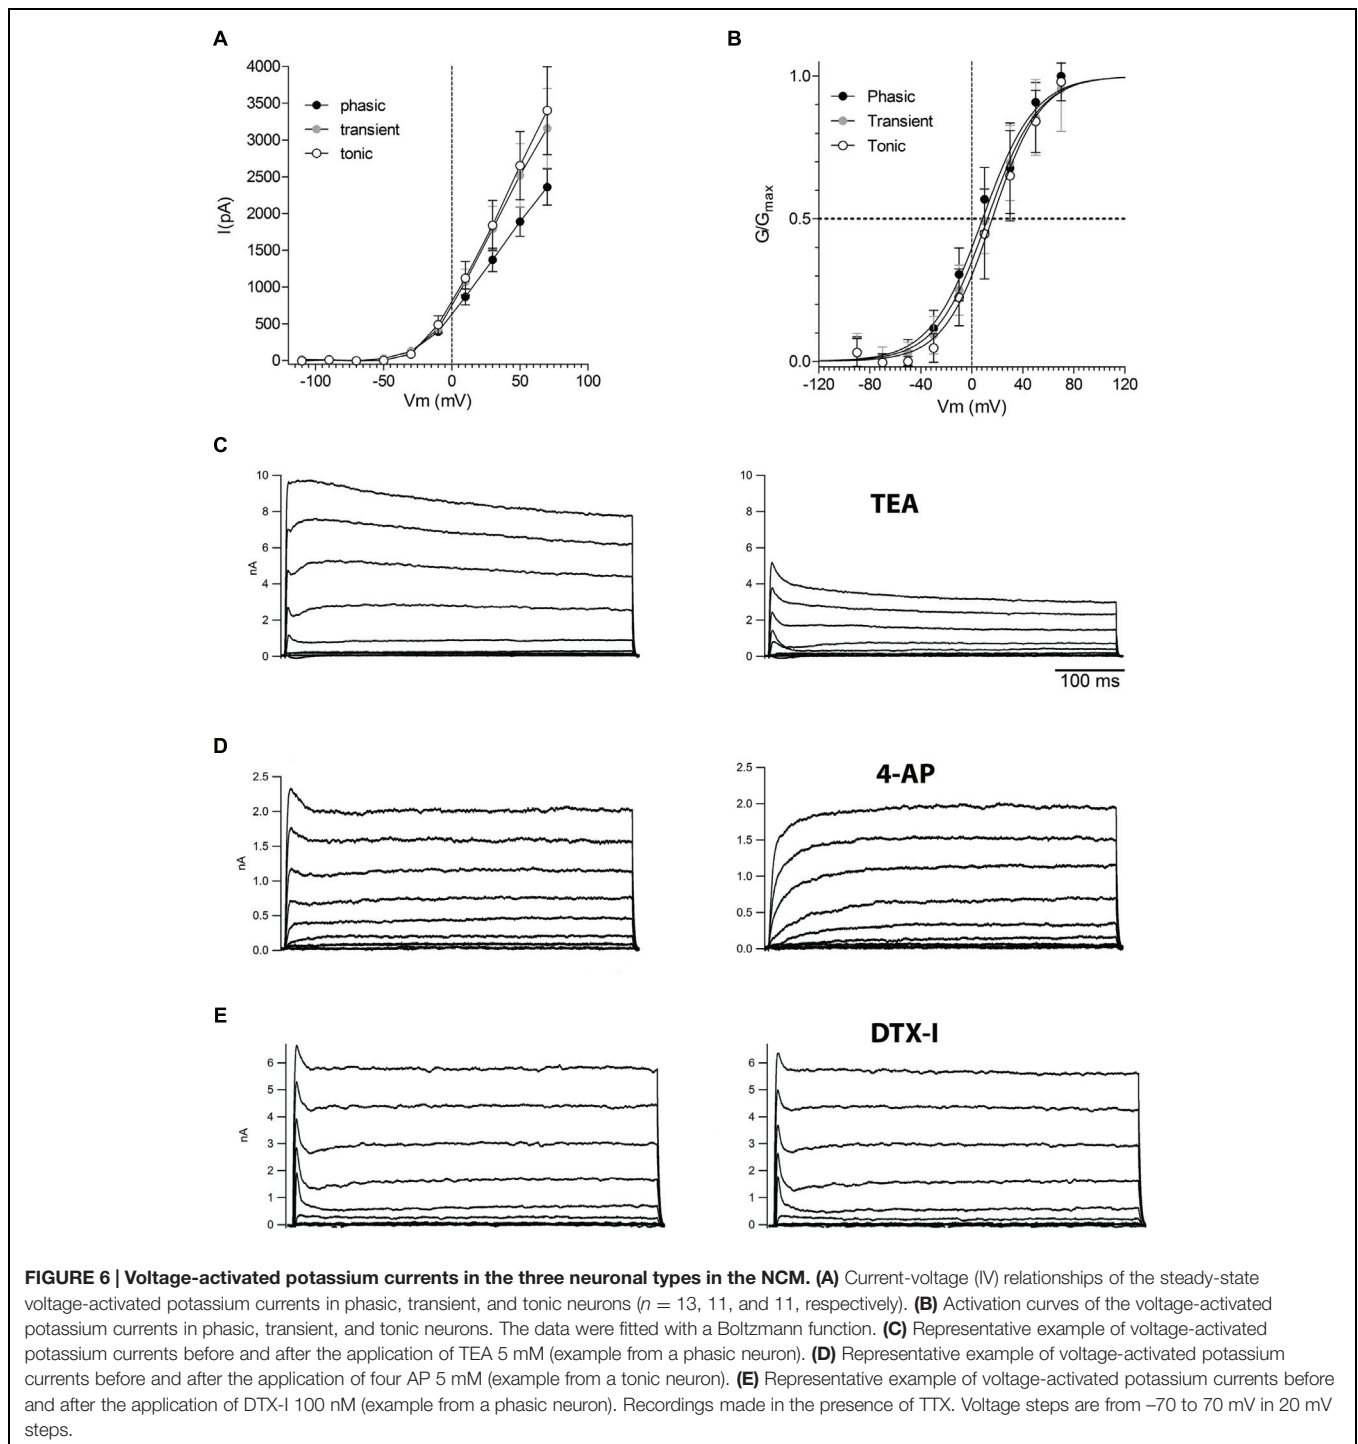 A
4000
3500
3000
2500
2000
1500
1000
500
0
I(pA)
phasic
transient
tonic
-100
-50
0
50
100
Vm (mV)
B
1.0
0.5
0.0
G/Gmax
Phasic
Transient
Tonic
-120
-80
-40
0
40
80
120
Vm (mV)
C
10
8
6
4
2
0
nA
TEA
10
8
6
4
2
0
100 ms
D
2.5
2.0
1.5
1.0
0.5
0.0
nA
4-AP
2.5
2.0
1.5
1.0
0.5
0.0
E
6
5
4
3
2
1
0
nA
DTX-I
6
5
4
3
2
1
0
FIGURE 6 | Voltage-activated potassium currents in the three neuronal types in the NCM. (A) Current-voltage (IV) relationships of the steady-state
voltage-activated potassium currents in phasic, transient, and tonic neurons (n = 13, 11, and 11, respectively). (B) Activation curves of the voltage-activated
potassium currents in phasic, transient, and tonic neurons. The data were fitted with a Boltzmann function. (C) Representative example of voltage-activated
potassium currents before and after the application of TEA 5 mM (example from a phasic neuron). (D) Representative example of voltage-activated potassium
currents before and after the application of four AP 5 mM (example from a tonic neuron). (E) Representative example of voltage-activated potassium currents before
and after the application of DTX-I 100 nM (example from a phasic neuron). Recordings made in the presence of TTX. Voltage steps are from –70 to 70 mV in 20 mV
steps.